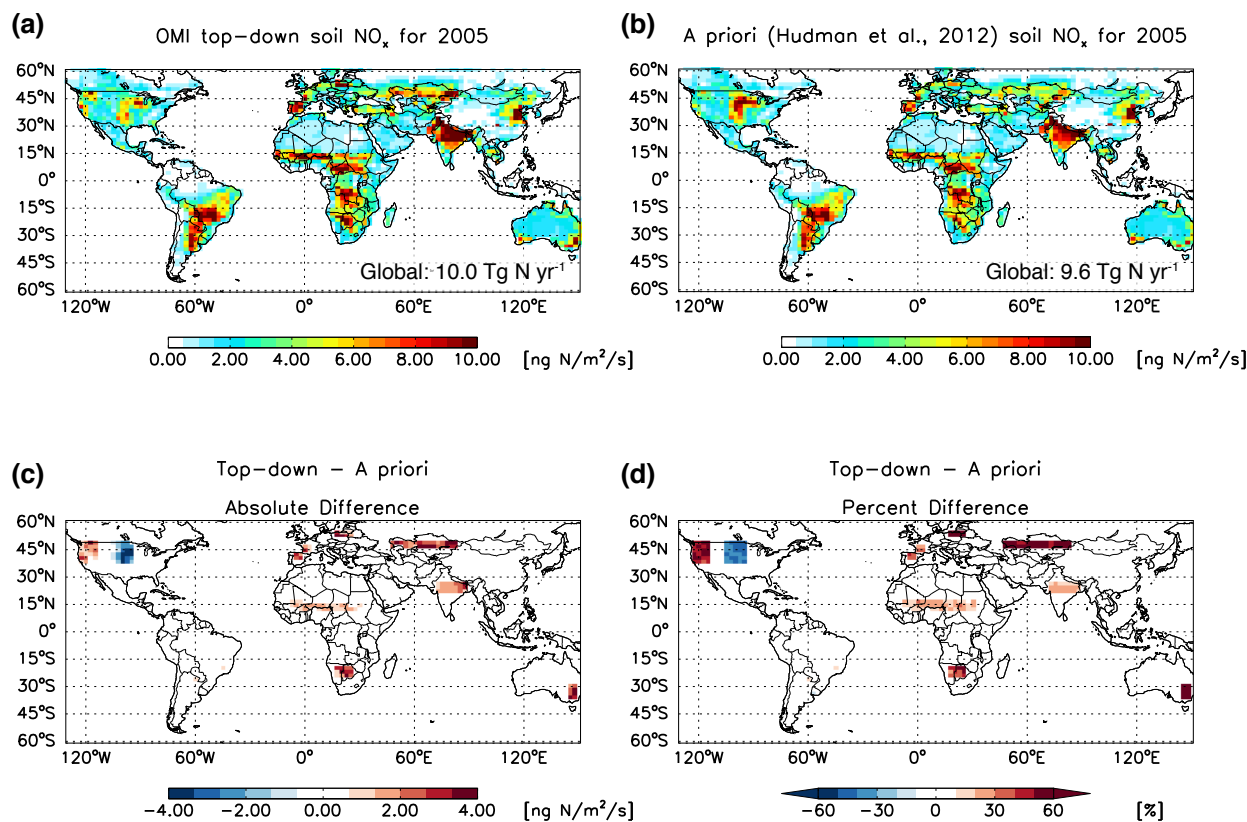 (a)
OMI top-down soil NOx for 2005
60°N
45°N
30°N
15°N
0°
15°S
30°S
45°S
60°S
Global: 10.0 Tg N yr-1
120°W
60°W
0°
60°E
120°E
0.00
2.00
4.00
6.00
8.00
10.00
[ng N/m²/s]
(b)
A priori (Hudman et al., 2012) soil NOx for 2005
60°N
45°N
30°N
15°N
0°
15°S
30°S
45°S
60°S
Global: 9.6 Tg N yr-1
120°W
60°W
0°
60°E
120°E
0.00
2.00
4.00
6.00
8.00
10.00
[ng N/m²/s]
(c)
Top-down - A priori
Absolute Difference
60°N
45°N
30°N
15°N
0°
15°S
30°S
45°S
60°S
120°W
60°W
0°
60°E
120°E
-4.00
-2.00
0.00
2.00
4.00
[ng N/m²/s]
(d)
Top-down - A priori
Percent Difference
60°N
45°N
30°N
15°N
0°
15°S
30°S
45°S
60°S
120°W
60°W
0°
60°E
120°E
-60
-30
0
30
60
[%]